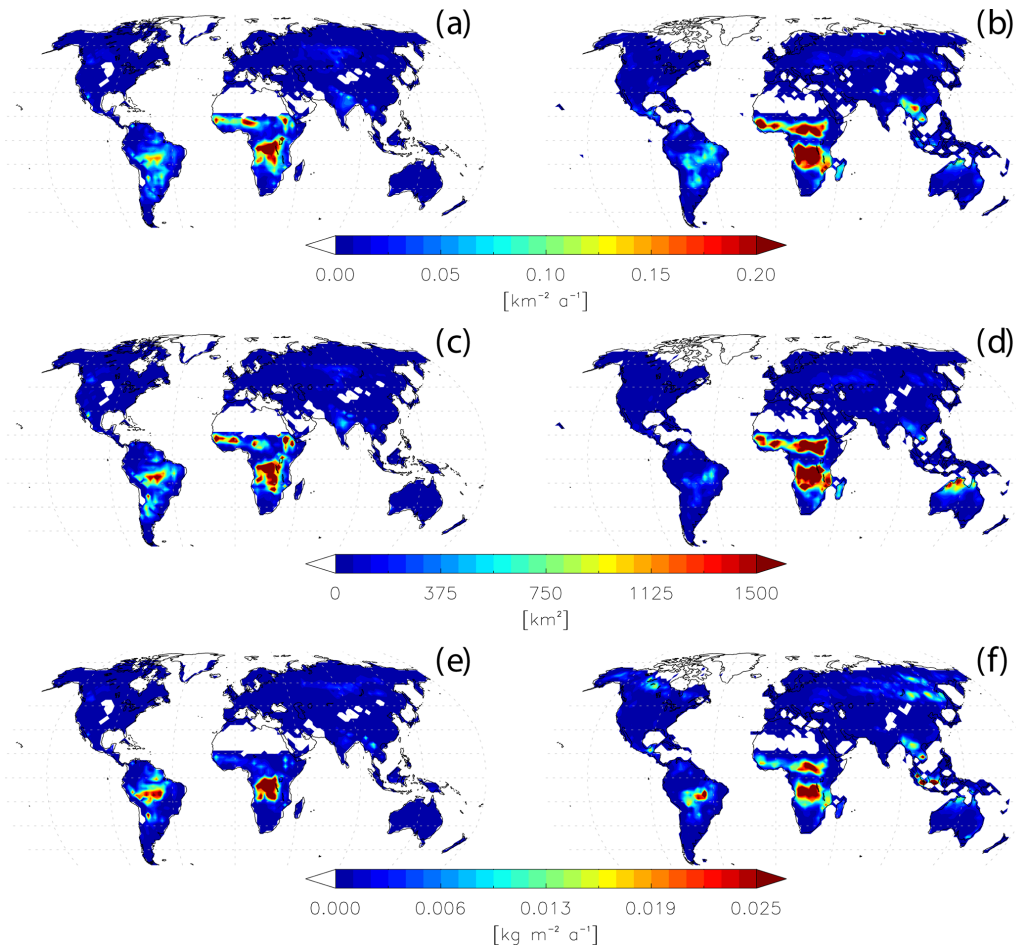 (a) (b)
0.00 0.05 0.10 0.15 0.20
[km⁻² a⁻¹]
(c) (d)
0 375 750 1125 1500
[km²]
(e) (f)
0.000 0.006 0.013 0.019 0.025
[kg m⁻² a⁻¹]